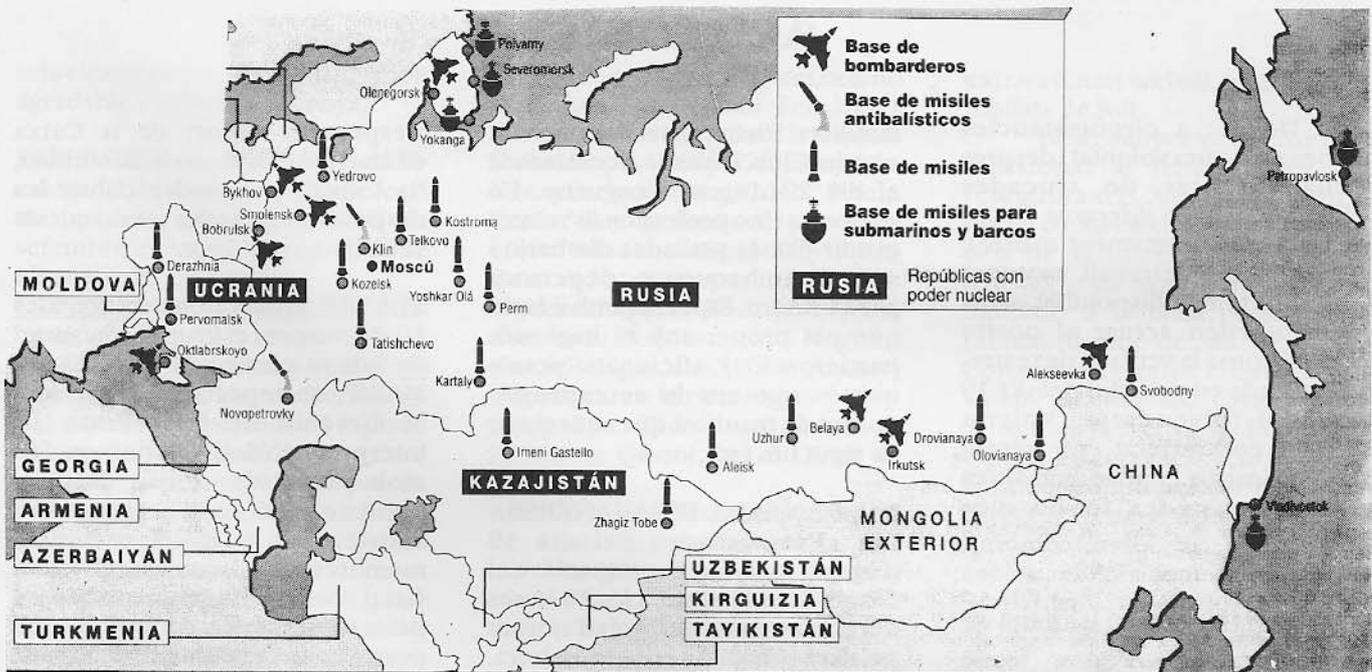 Polyarny
Severomorsk
Olenegorsk
Yokanga
Yedrovo
Bykhov
Smolensk
Bobrulsk
Kostroma
Telkovo
Klin
Moscú
Kozelsk
Yoshkar Olá
Perm
Derazhnia
MOLDOVA
UCRANIA
RUSIA
Pervomalsk
Tatishchevo
Oktlabrskoyo
Kartaly
Novopetrovky
Imeni Gastello
GEORGIA
KAZAJISTÁN
ARMENIA
Zhagiz Tobe
AZERBAIYÁN
TURKMENIA
UZBEKISTÁN
KIRGUIZIA
TAYIKISTÁN
Aleisk
Uzhur
Belaya
Irkutsk
Drovianaya
Olovianaya
Alekseevka
Svobodny
CHINA
MONGOLIA
EXTERIOR
Petropavlosk
Vladivostok
Base de
bombarderos
Base de misiles
antibalísticos
Base de misiles
Base de misiles para
submarinos y barcos
RUSIA
Repúblicas con
poder nuclear